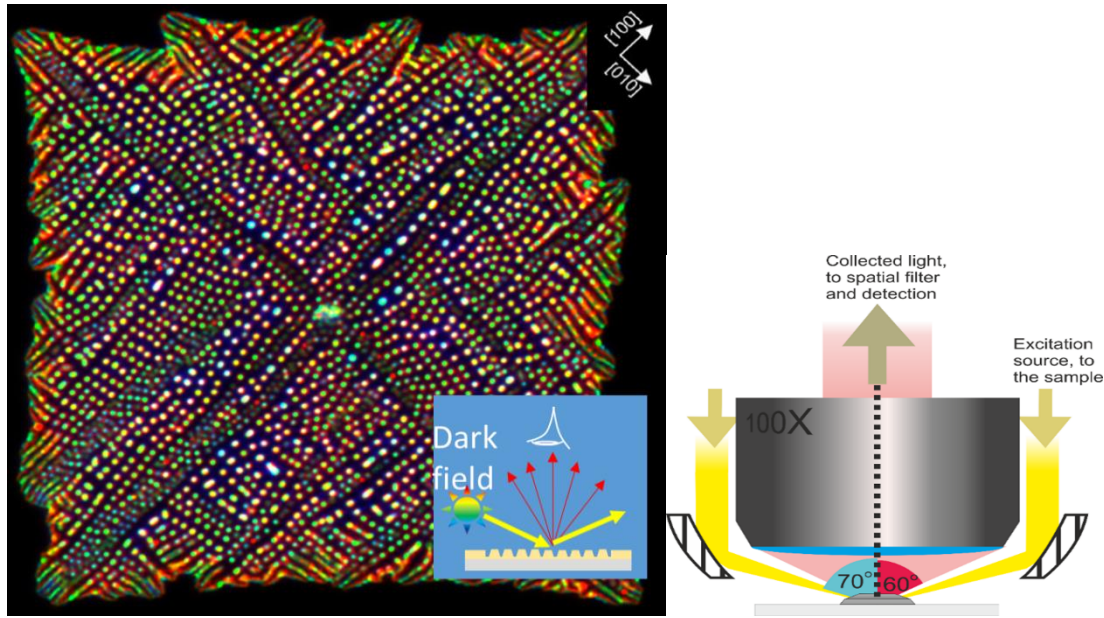 [100]
[010]
Dark
field
Collected light,
to spatial filter
and detection
Excitation
source, to
the sample
100X
70°
60°